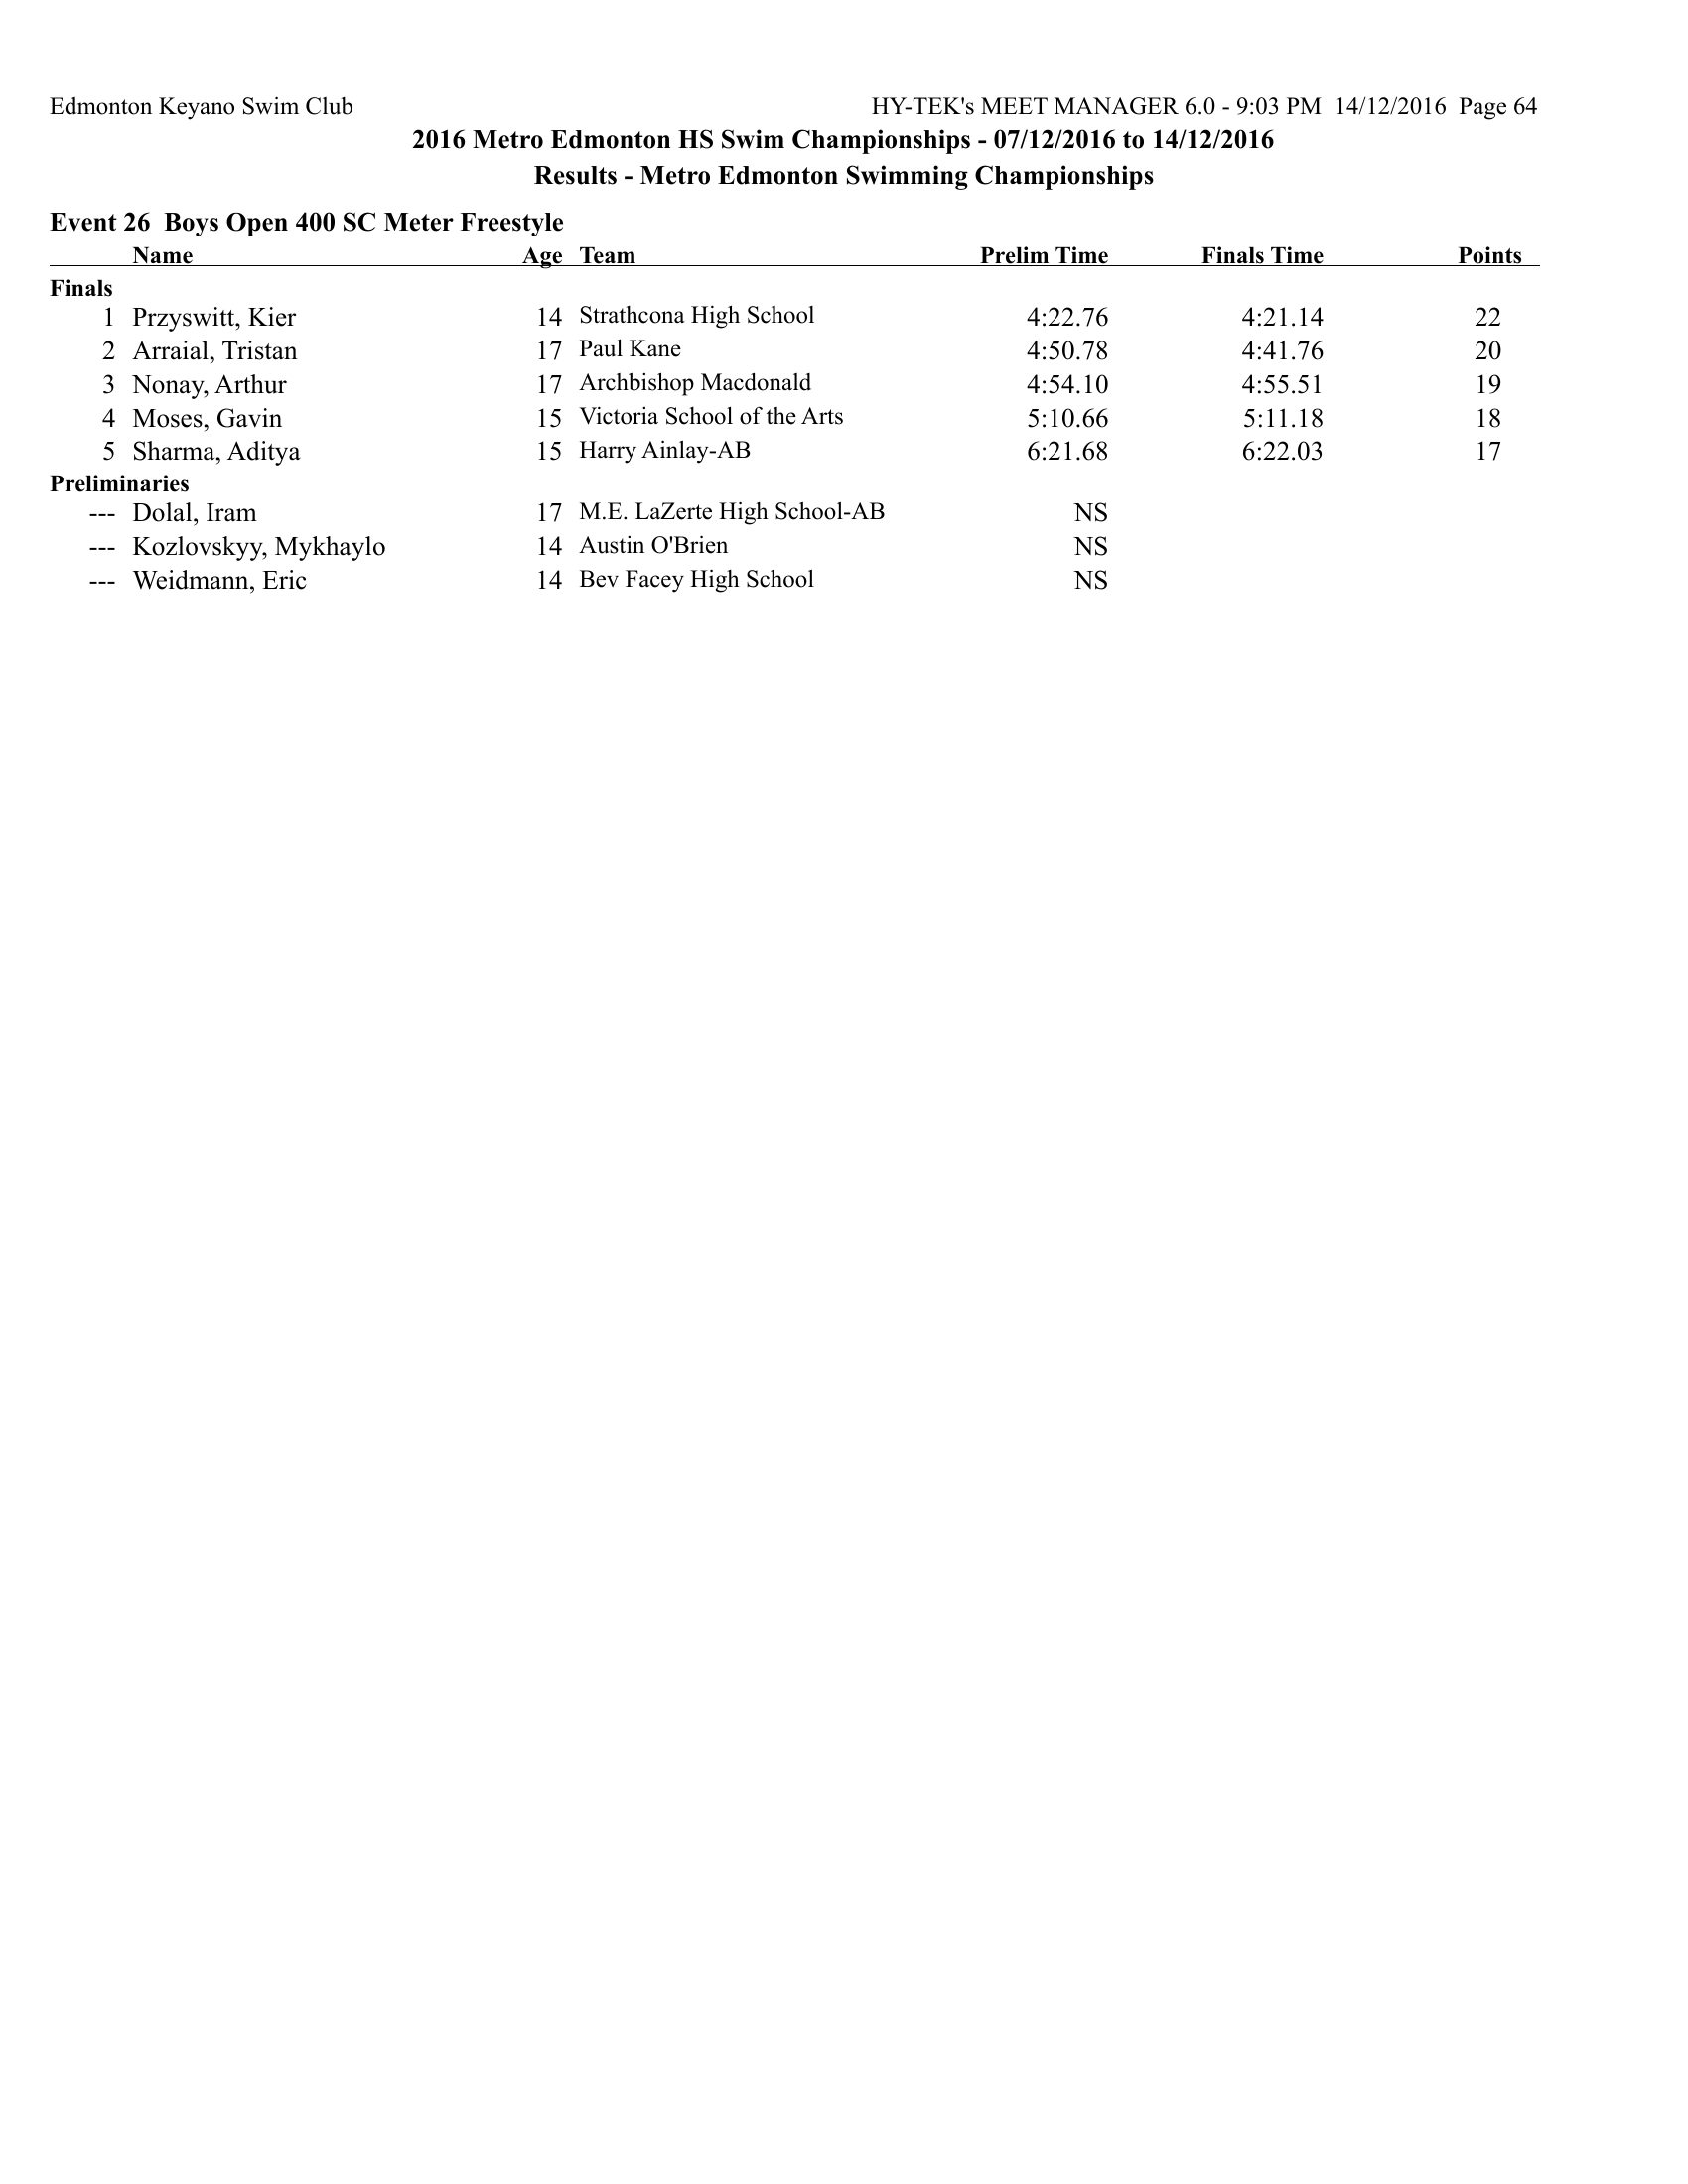 Edmonton Keyano Swim Club HY-TEK's MEET MANAGER 6.0 - 9:03 PM 14/12/2016 Page 64
2016 Metro Edmonton HS Swim Championships - 07/12/2016 to 14/12/2016
Results - Metro Edmonton Swimming Championships
Event 26 Boys Open 400 SC Meter Freestyle
Name Age Team Prelim Time Finals Time Points
Finals
1 Przyswitt, Kier 14 Strathcona High School 4:22.76 4:21.14 22
2 Arraial, Tristan 17 Paul Kane 4:50.78 4:41.76 20
3 Nonay, Arthur 17 Archbishop Macdonald 4:54.10 4:55.51 19
4 Moses, Gavin 15 Victoria School of the Arts 5:10.66 5:11.18 18
5 Sharma, Aditya 15 Harry Ainlay-AB 6:21.68 6:22.03 17
Preliminaries
--- Dolal, Iram 17 M.E. LaZerte High School-AB NS
--- Kozlovskyy, Mykhaylo 14 Austin O'Brien NS
--- Weidmann, Eric 14 Bev Facey High School NS